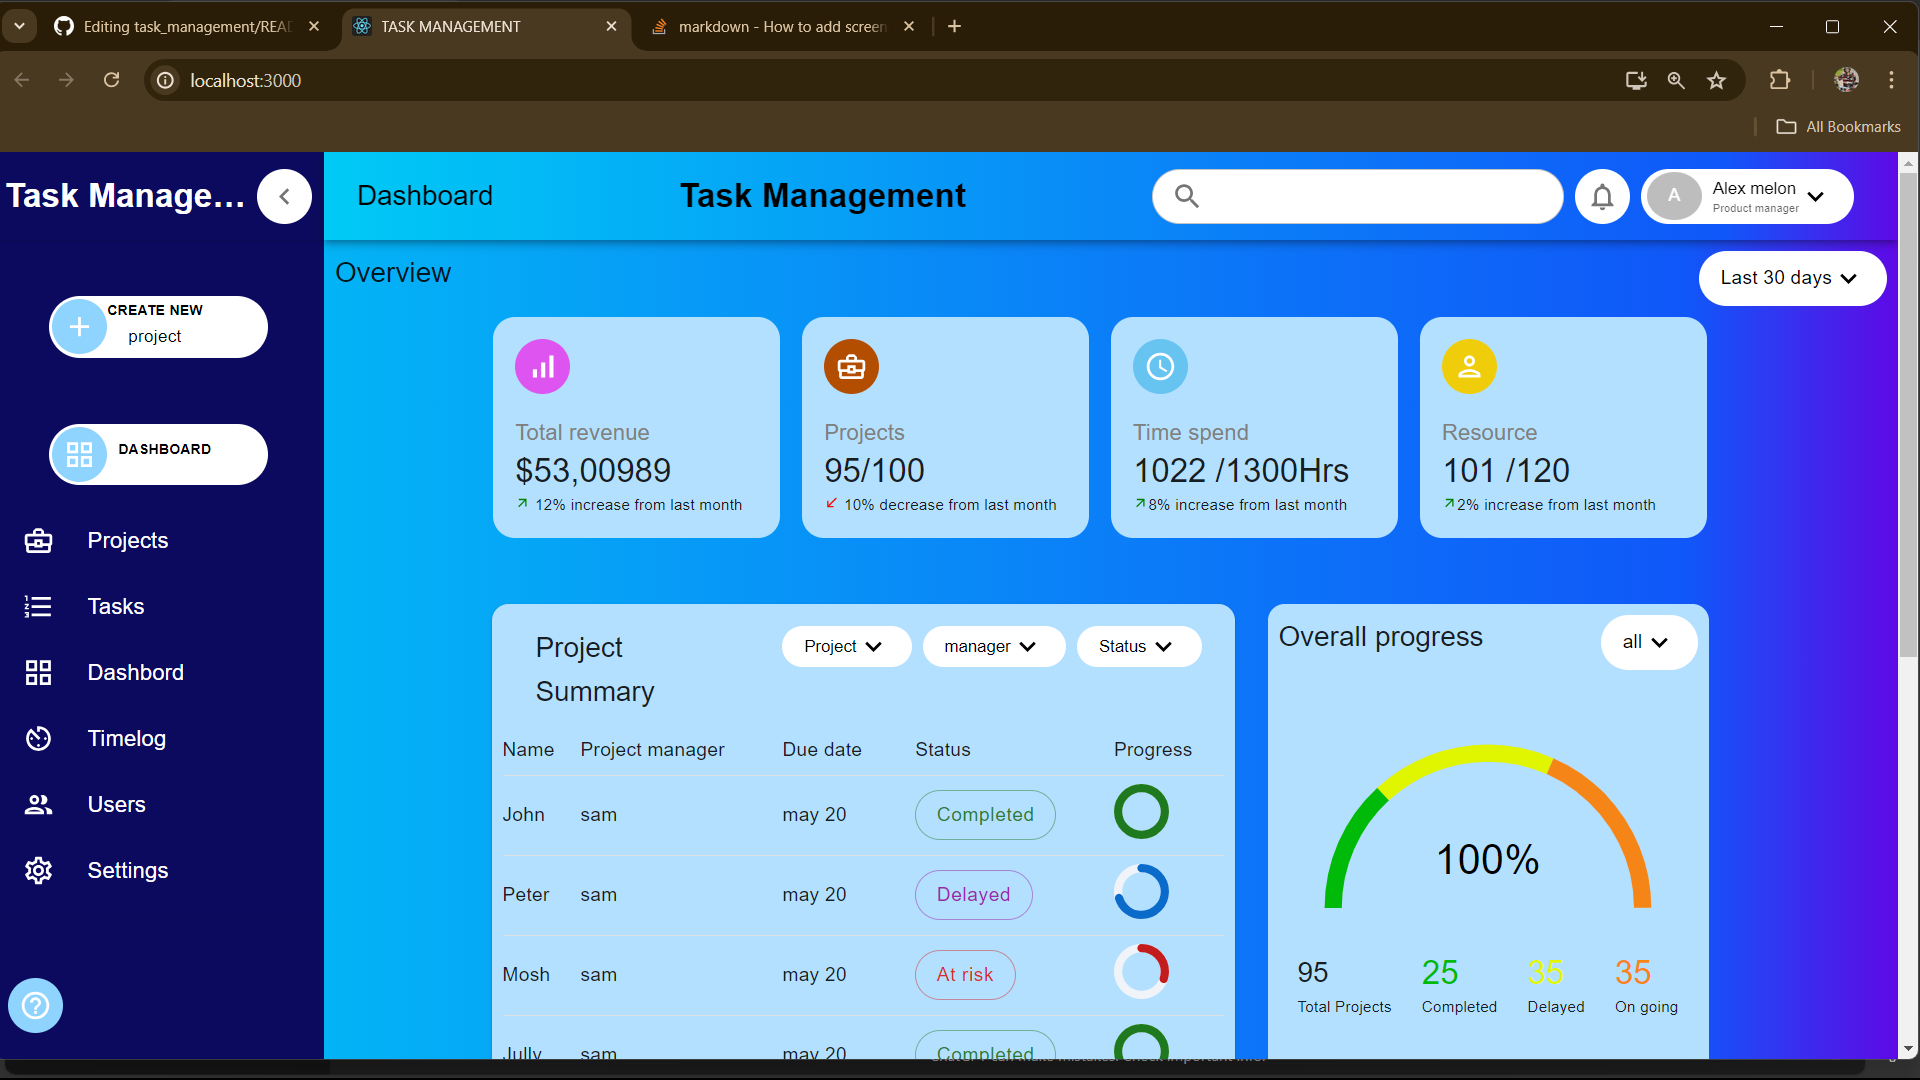 Editing task_management/REA
TASK MANAGEMENT
markdown - How to add screen
localhost:3000
All Bookmarks
Task Manage...
Dashboard
Task Management
A
Alex melon
Product manager
Overview
Last 30 days
CREATE NEW
project
DASHBOARD
Projects
Tasks
Dashbord
Timelog
Users
Settings
Total revenue
$53,00989
12% increase from last month
Projects
95/100
10% decrease from last month
Time spend
1022 /1300Hrs
8% increase from last month
Resource
101 /120
2% increase from last month
Project
Summary
Project
manager
Status
Name Project manager Due date Status Progress
John sam may 20 Completed
Peter sam may 20 Delayed
Mosh sam may 20 At risk
Jully sam may 20 Completed
Overall progress
all
100%
95 25 35 35
Total Projects Completed Delayed On going